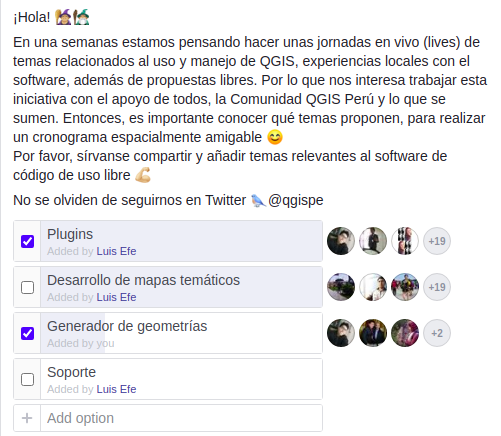 ¡Hola! 🧙‍♀️🧙‍♂️
En una semanas estamos pensando hacer unas jornadas en vivo (lives) de
temas relacionados al uso y manejo de QGIS, experiencias locales con el
software, además de propuestas libres. Por lo que nos interesa trabajar esta
iniciativa con el apoyo de todos, la Comunidad QGIS Perú y lo que se
sumen. Entonces, es importante conocer qué temas proponen, para realizar
un cronograma espacialmente amigable 😊
Por favor, sírvanse compartir y añadir temas relevantes al software de
código de uso libre 💪🏼
No se olviden de seguirnos en Twitter 🐦@qgispe
Plugins
Added by Luis Efe
+19
Desarrollo de mapas temáticos
Added by Luis Efe
+19
Generador de geometrías
Added by you
+2
Soporte
Added by Luis Efe
+ Add option